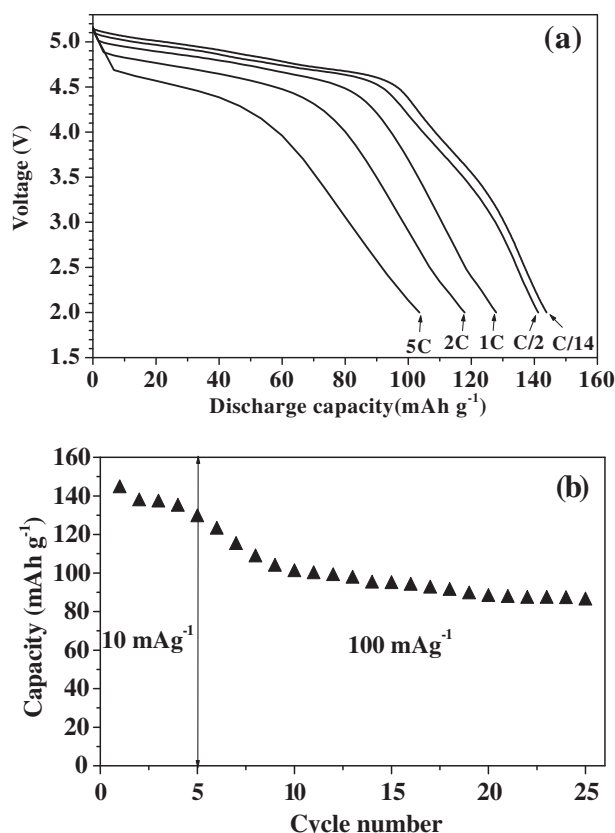 (a)
5.0
4.5
4.0
3.5
3.0
2.5
2.0
1.5
Voltage (V)
5C 2C 1C C/2 C/14
0 20 40 60 80 100 120 140 160
Discharge capacity(mAh g⁻¹)
(b)
160
140
120
100
80
60
40
20
0
Capacity (mAh g⁻¹)
10 mAg⁻¹ 100 mAg⁻¹
0 5 10 15 20 25
Cycle number